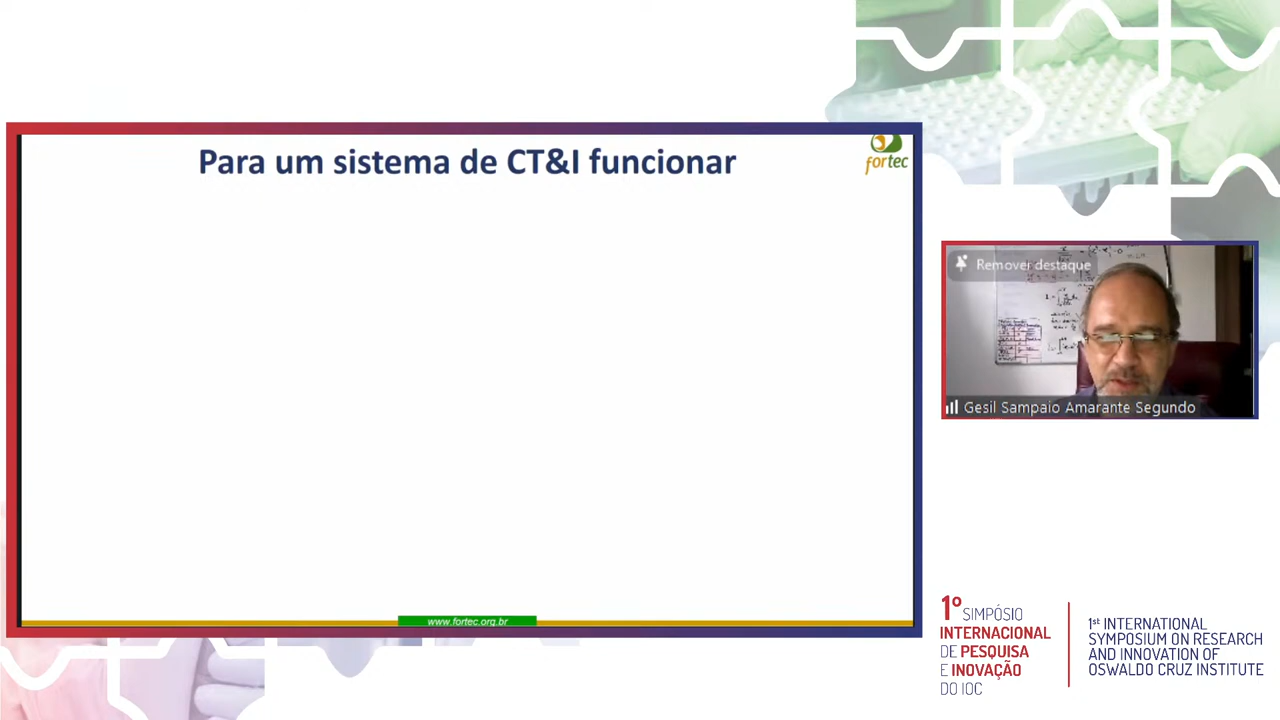 Para um sistema de CT&I funcionar
fortec
www.fortec.org.br
Remover destaque
Gesil Sampaio Amarante Segundo
1º SIMPÓSIO
INTERNACIONAL
DE PESQUISA
E INOVAÇÃO
DO IOC
1st INTERNATIONAL
SYMPOSIUM ON RESEARCH
AND INNOVATION OF
OSWALDO CRUZ INSTITUTE